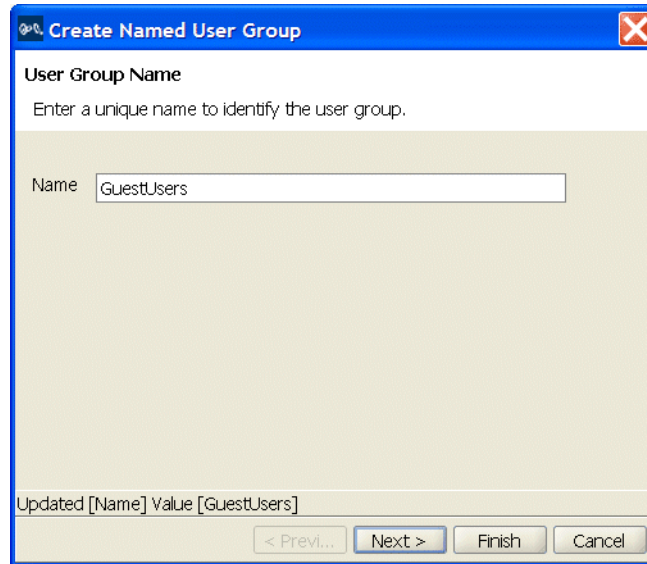 Create Named User Group
User Group Name
Enter a unique name to identify the user group.
Name GuestUsers
Updated [Name] Value [GuestUsers]
< Previ... Next > Finish Cancel